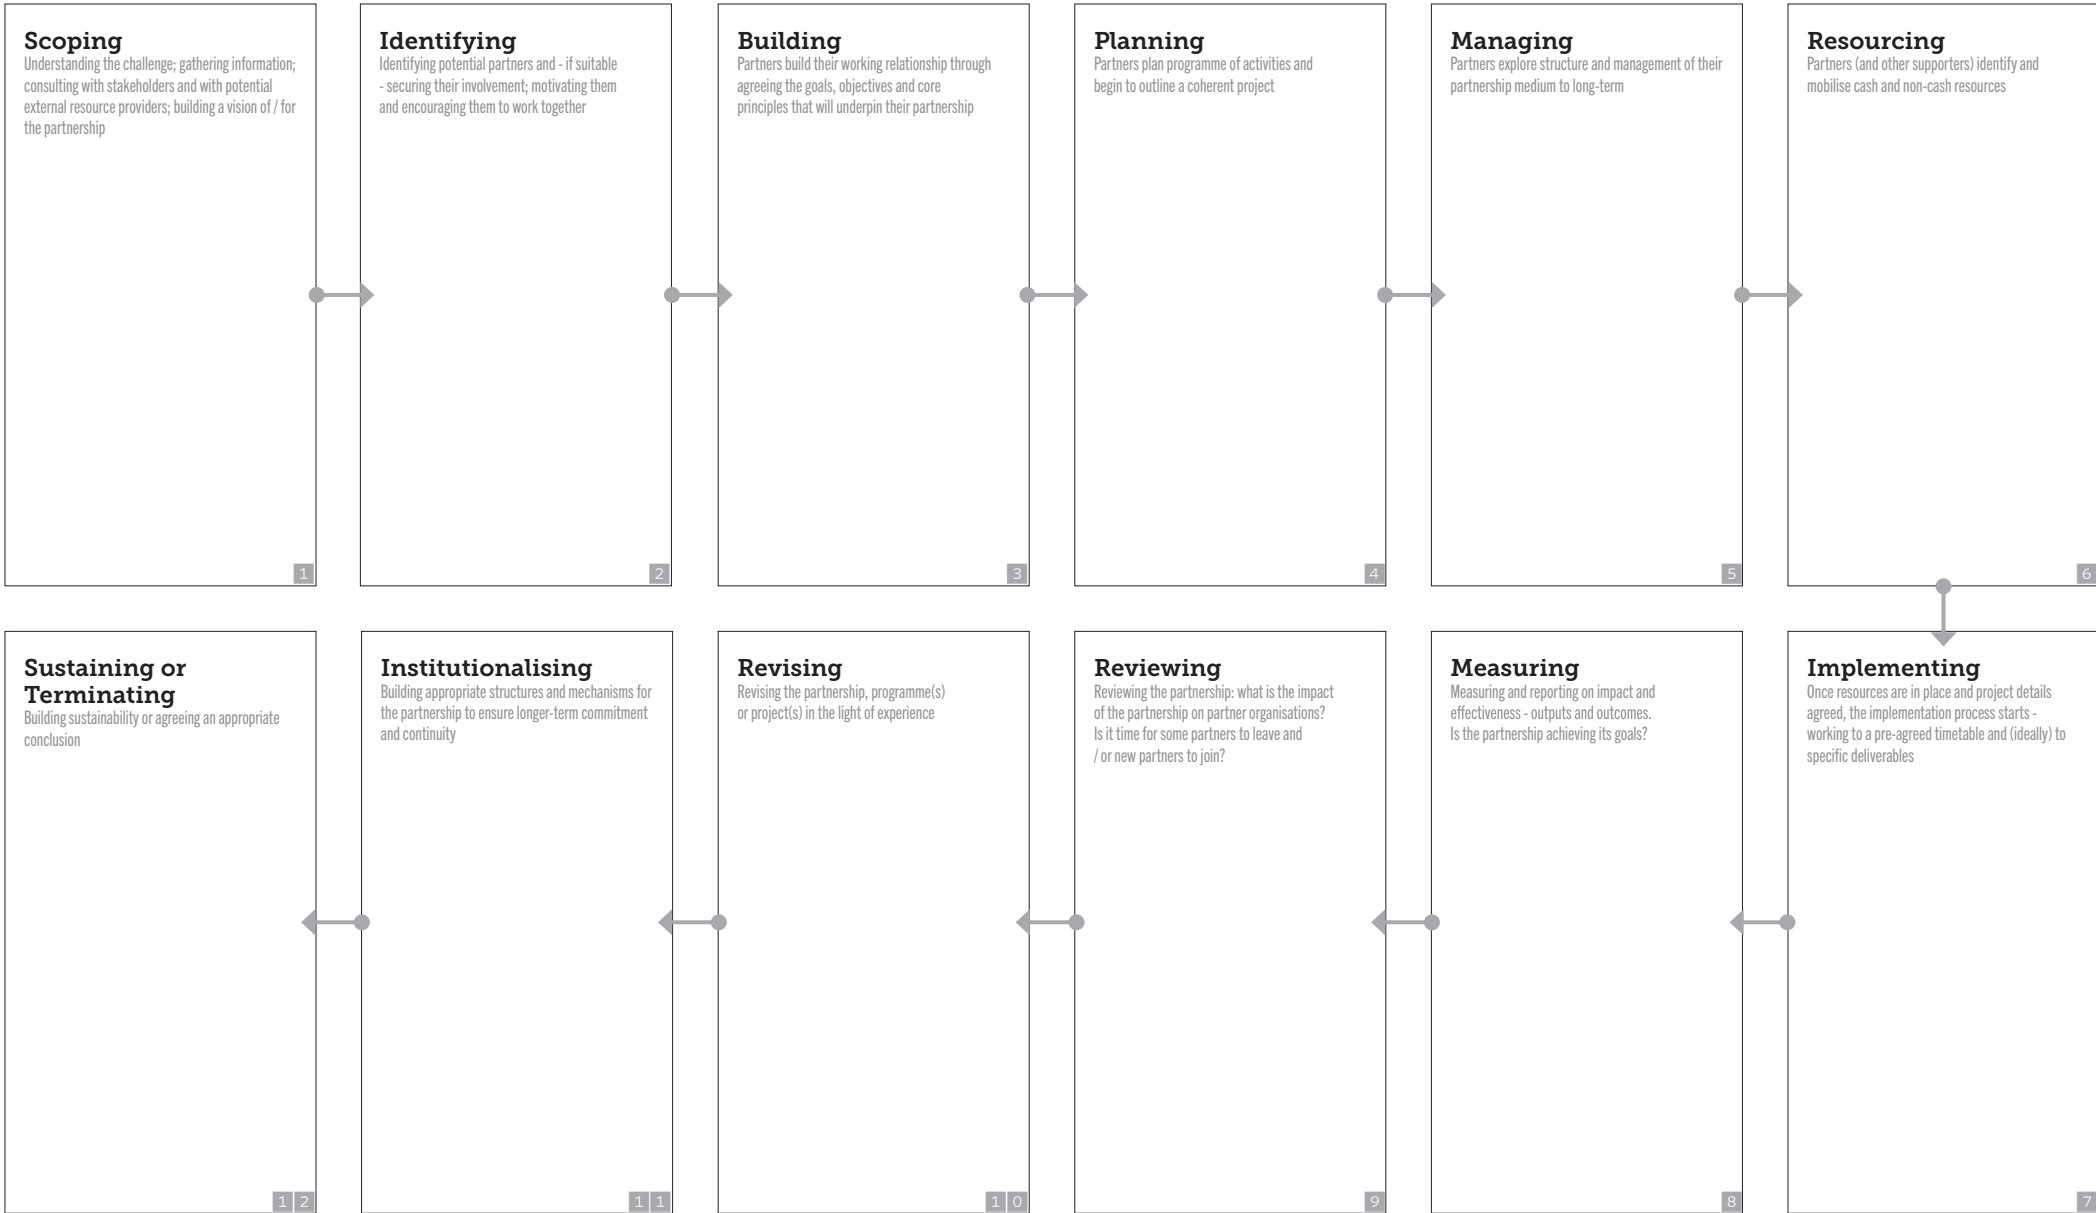 Scoping
Understanding the challenge; gathering information;
consulting with stakeholders and with potential
external resource providers; building a vision of / for
the partnership
1
Identifying
Identifying potential partners and - if suitable
- securing their involvement; motivating them
and encouraging them to work together
2
Building
Partners build their working relationship through
agreeing the goals, objectives and core
principles that will underpin their partnership
3
Planning
Partners plan programme of activities and
begin to outline a coherent project
4
Managing
Partners explore structure and management of their
partnership medium to long-term
5
Resourcing
Partners (and other supporters) identify and
mobilise cash and non-cash resources
6
Implementing
Once resources are in place and project details
agreed, the implementation process starts -
working to a pre-agreed timetable and (ideally) to
specific deliverables
7
Measuring
Measuring and reporting on impact and
effectiveness - outputs and outcomes.
Is the partnership achieving its goals?
8
Reviewing
Reviewing the partnership: what is the impact
of the partnership on partner organisations?
Is it time for some partners to leave and
/ or new partners to join?
9
Revising
Revising the partnership, programme(s)
or project(s) in the light of experience
10
Institutionalising
Building appropriate structures and mechanisms for
the partnership to ensure longer-term commitment
and continuity
11
Sustaining or
Terminating
Building sustainability or agreeing an appropriate
conclusion
12